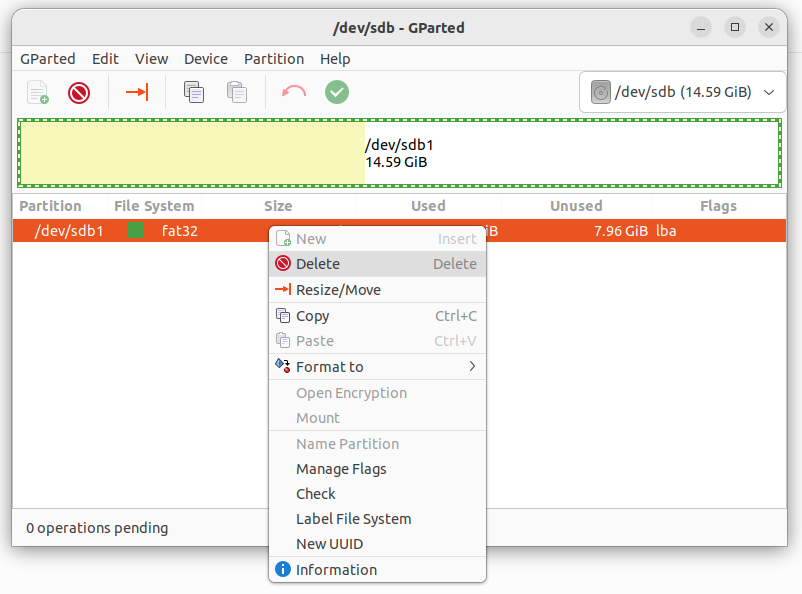 /dev/sdb - GParted
GParted Edit View Device Partition Help
/dev/sdb (14.59 GiB)
/dev/sdb1
14.59 GiB
Partition File System Size Used Unused Flags
/dev/sdb1 fat32 iB 7.96 GiB lba
New Insert
Delete Delete
Resize/Move
Copy Ctrl+C
Paste Ctrl+V
Format to
Open Encryption
Mount
Name Partition
Manage Flags
Check
Label File System
New UUID
Information
0 operations pending